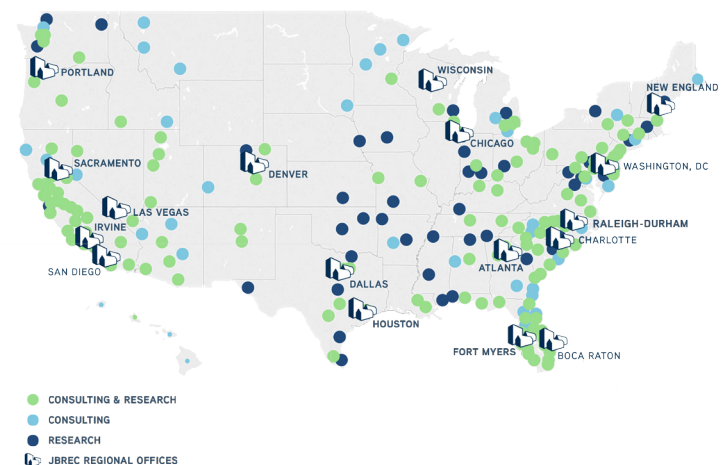 WISCONSIN
PORTLAND
NEW ENGLAND
CHICAGO
SACRAMENTO
DENVER
WASHINGTON, DC
LAS VEGAS
IRVINE
RALEIGH-DURHAM
CHARLOTTE
SAN DIEGO
ATLANTA
DALLAS
HOUSTON
FORT MYERS
BOCA RATON
CONSULTING & RESEARCH
CONSULTING
RESEARCH
JBREC REGIONAL OFFICES